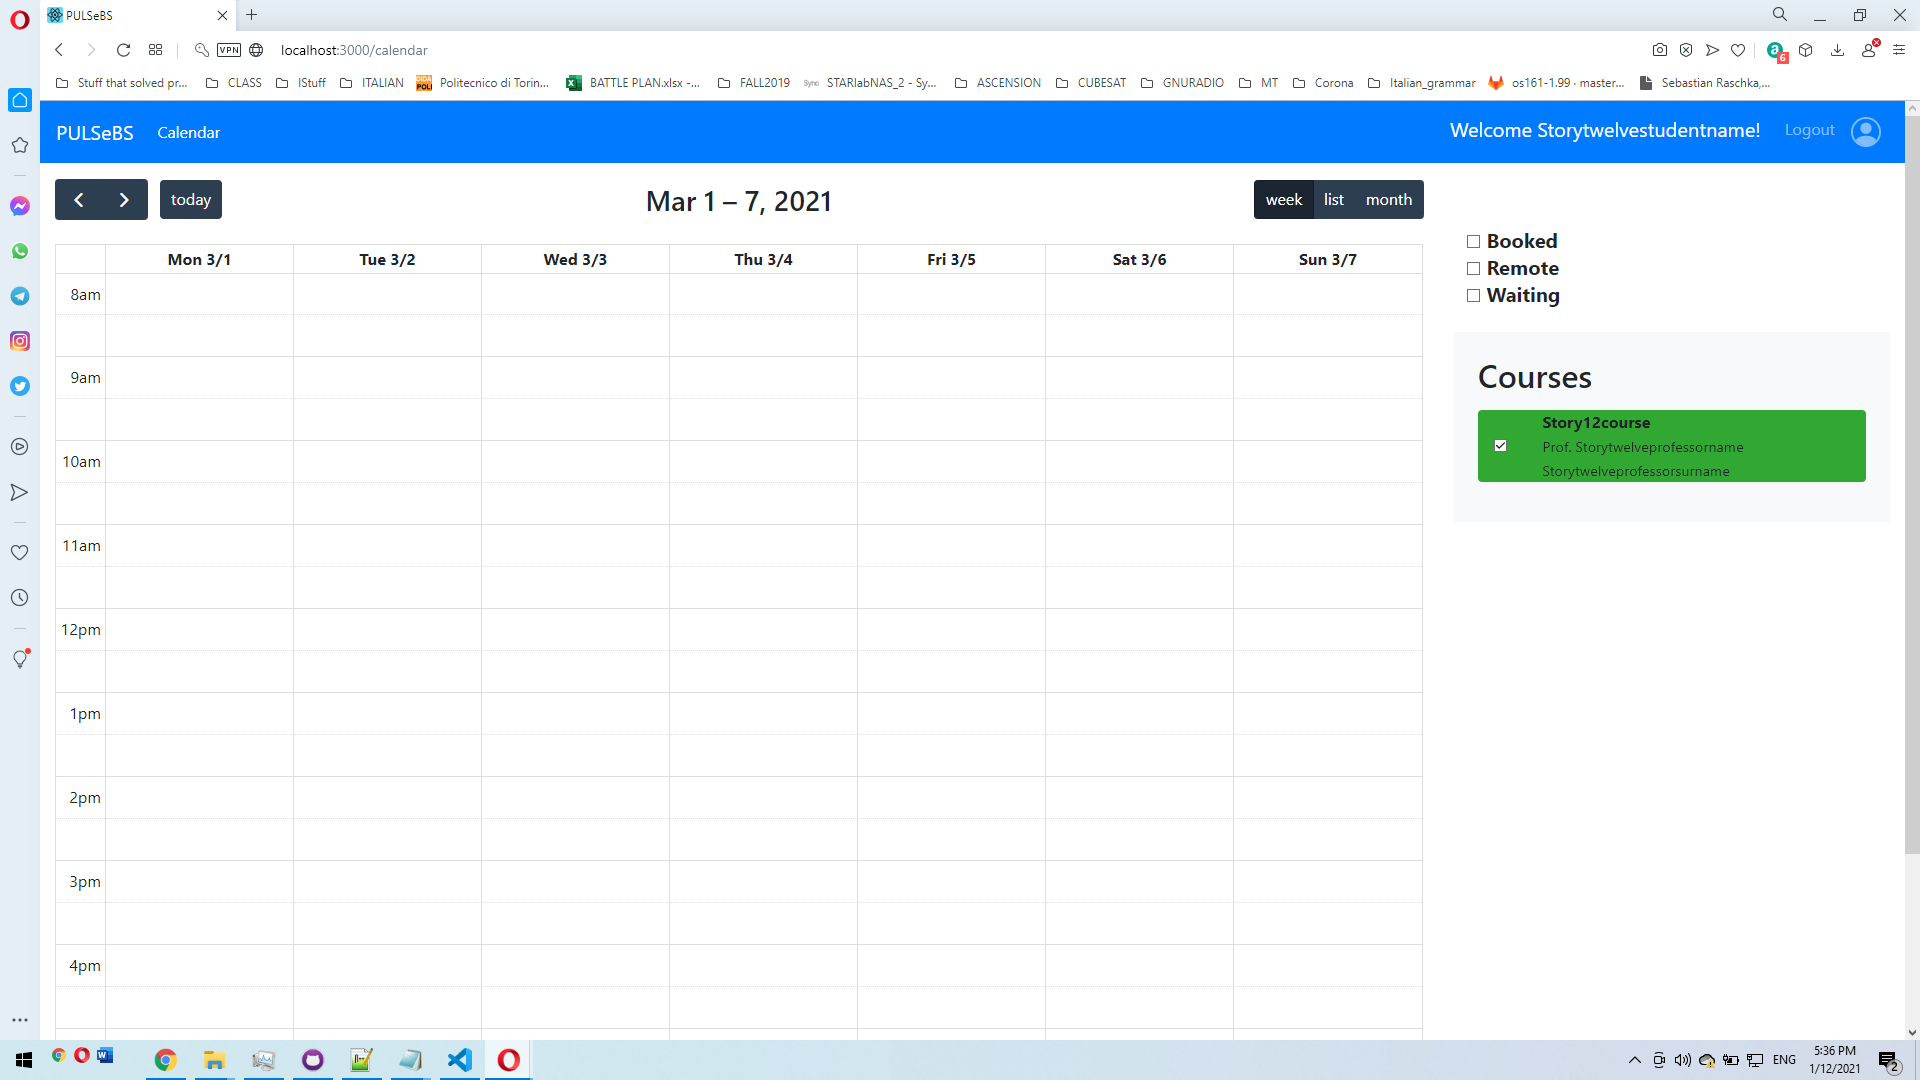 PULSeBS
VPN
localhost:3000/calendar
6
Stuff that solved pr...
CLASS
IStuff
ITALIAN
Politecnico di Torin...
BATTLE PLAN.xlsx -...
FALL2019
Sync
STARlabNAS_2 - Sy...
ASCENSION
CUBESAT
GNURADIO
MT
Corona
Italian_grammar
os161-1.99 · master...
Sebastian Raschka,...
PULSeBS
Calendar
Welcome Storytwelvestudentname!
Logout
today
Mar 1 – 7, 2021
week
list
month
Mon 3/1
Tue 3/2
Wed 3/3
Thu 3/4
Fri 3/5
Sat 3/6
Sun 3/7
8am
9am
10am
11am
12pm
1pm
2pm
3pm
4pm
Booked
Remote
Waiting
Courses
Story12course
Prof. Storytwelveprofessorname
Storytwelveprofessorsurname
ENG
5:36 PM
1/12/2021
2